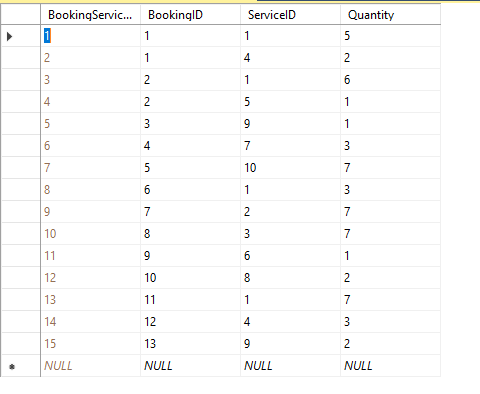 BookingServic... BookingID ServiceID Quantity
1 1 1 5
2 1 4 2
3 2 1 6
4 2 5 1
5 3 9 1
6 4 7 3
7 5 10 7
8 6 1 3
9 7 2 7
10 8 3 7
11 9 6 1
12 10 8 2
13 11 1 7
14 12 4 3
15 13 9 2
NULL NULL NULL NULL